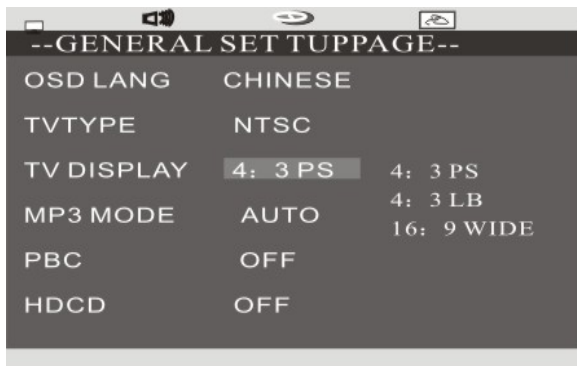 --GENERAL SET TUPPAGE--
OSD LANG CHINESE
TVTYPE NTSC
TV DISPLAY 4: 3 PS 4: 3 PS
4: 3 LB
MP3 MODE AUTO
16: 9 WIDE
PBC OFF
HDCD OFF